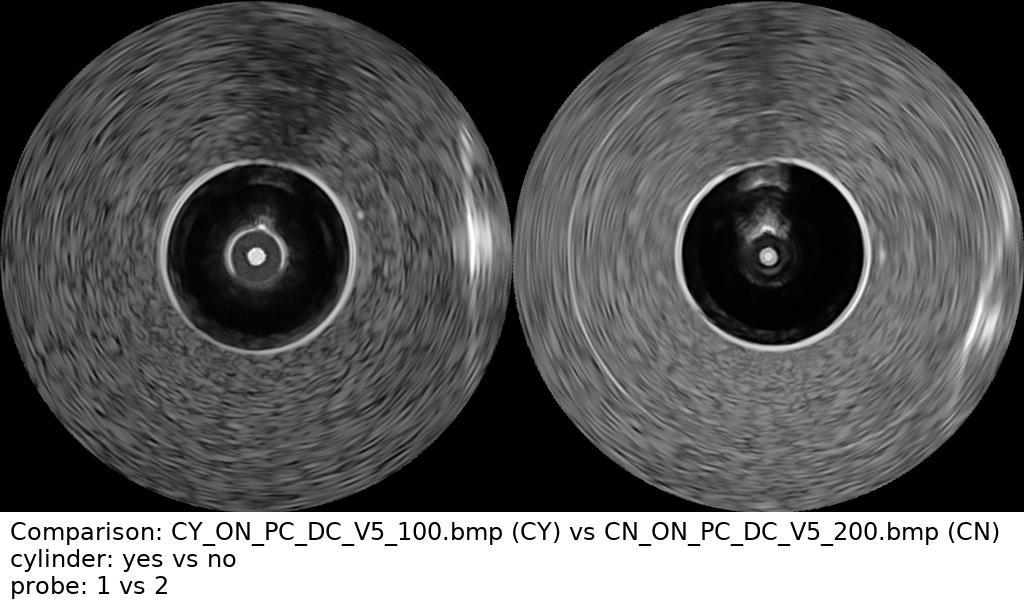 Comparison: CY_ON_PC_DC_V5_100.bmp (CY) vs CN_ON_PC_DC_V5_200.bmp (CN)
cylinder: yes vs no
probe: 1 vs 2